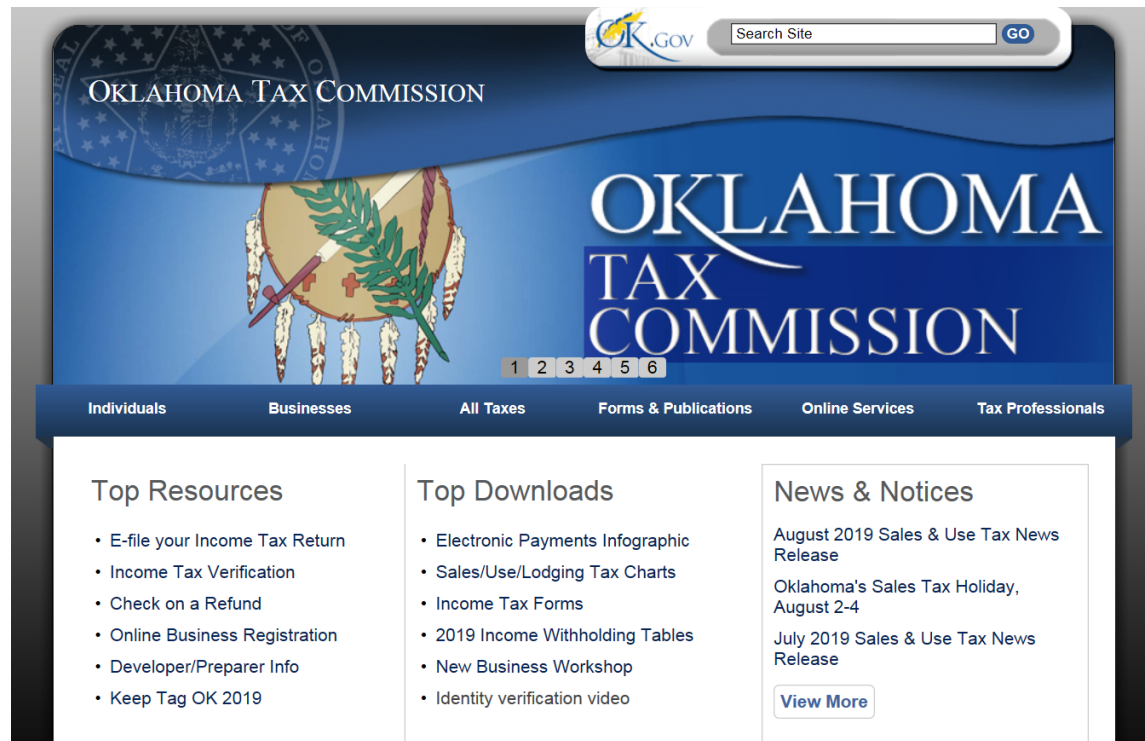 OK.GOV
Search Site
GO
OKLAHOMA TAX COMMISSION
OKLAHOMA
TAX
COMMISSION
1 2 3 4 5 6
Individuals Businesses All Taxes Forms & Publications Online Services Tax Professionals
Top Resources
• E-file your Income Tax Return
• Income Tax Verification
• Check on a Refund
• Online Business Registration
• Developer/Preparer Info
• Keep Tag OK 2019
Top Downloads
• Electronic Payments Infographic
• Sales/Use/Lodging Tax Charts
• Income Tax Forms
• 2019 Income Withholding Tables
• New Business Workshop
• Identity verification video
News & Notices
August 2019 Sales & Use Tax News
Release
Oklahoma's Sales Tax Holiday,
August 2-4
July 2019 Sales & Use Tax News
Release
View More